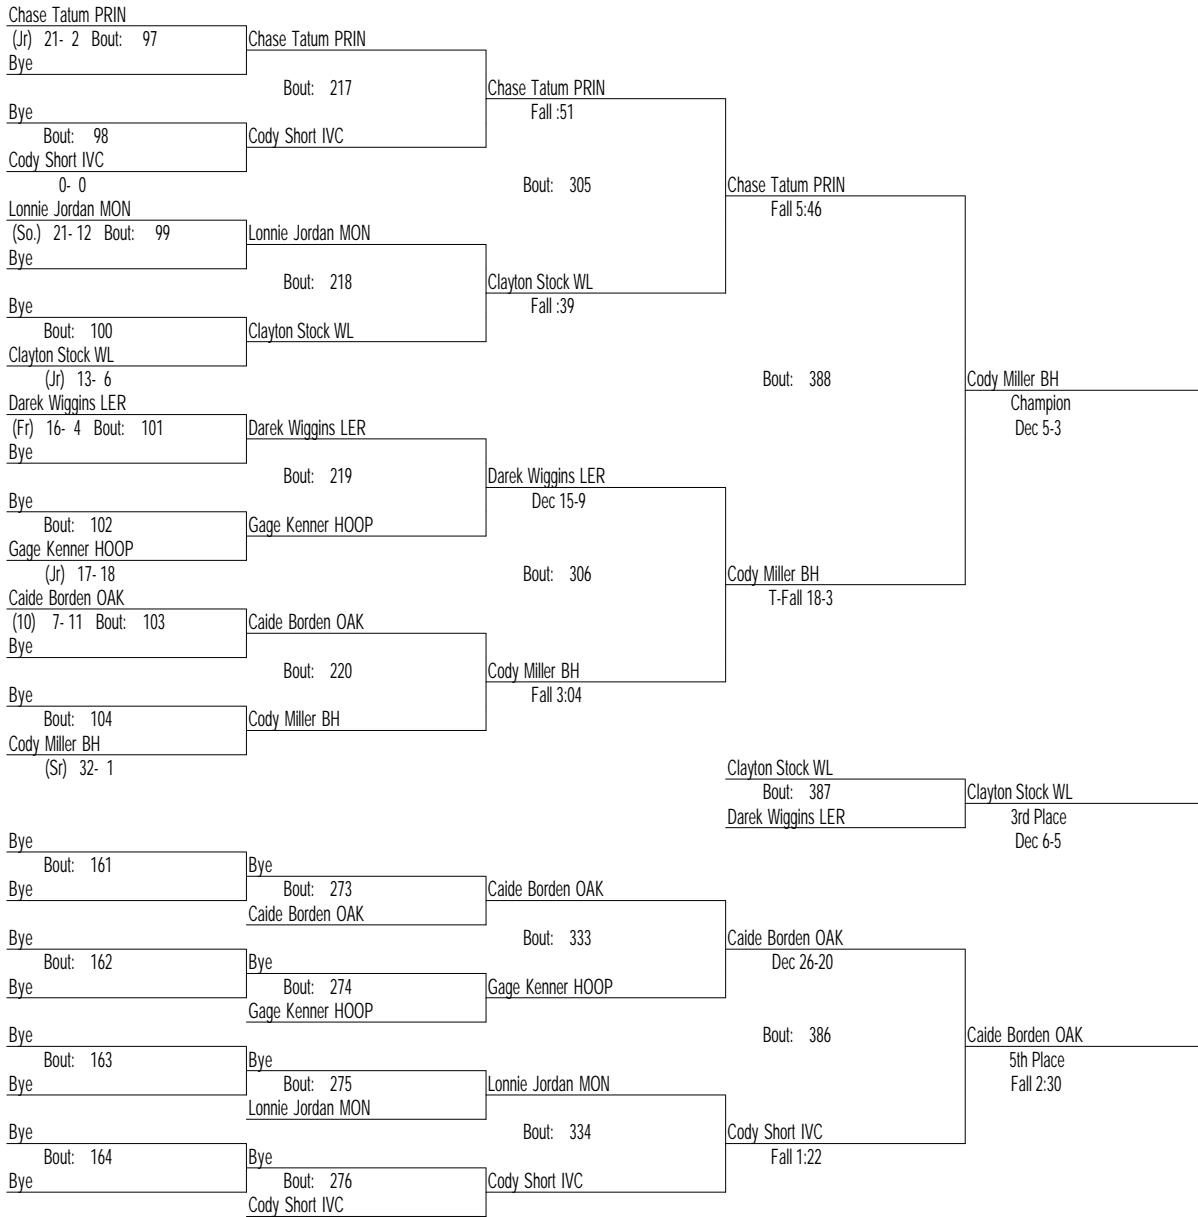 Chase Tatum PRIN
(Jr) 21- 2 Bout: 97
Chase Tatum PRIN
Bye
Bout: 217
Chase Tatum PRIN
Bye
Fall :51
Bout: 98
Cody Short IVC
Cody Short IVC
0- 0
Bout: 305
Chase Tatum PRIN
Lonnie Jordan MON
Fall 5:46
(So.) 21- 12 Bout: 99
Lonnie Jordan MON
Bye
Bout: 218
Clayton Stock WL
Bye
Fall :39
Bout: 100
Clayton Stock WL
Clayton Stock WL
(Jr) 13- 6
Bout: 388
Cody Miller BH
Darek Wiggins LER
Champion
(Fr) 16- 4 Bout: 101
Darek Wiggins LER
Dec 5-3
Bye
Bout: 219
Darek Wiggins LER
Bye
Dec 15-9
Bout: 102
Gage Kenner HOOP
Gage Kenner HOOP
(Jr) 17- 18
Bout: 306
Cody Miller BH
Caide Borden OAK
T-Fall 18-3
(10) 7- 11 Bout: 103
Caide Borden OAK
Bye
Bout: 220
Cody Miller BH
Bye
Fall 3:04
Bout: 104
Cody Miller BH
Cody Miller BH
(Sr) 32- 1
Clayton Stock WL
Bout: 387
Clayton Stock WL
Darek Wiggins LER
3rd Place
Dec 6-5
Bye
Bout: 161
Bye
Bye
Bout: 273
Caide Borden OAK
Caide Borden OAK
Bye
Bout: 333
Caide Borden OAK
Bout: 162
Bye
Dec 26-20
Bye
Bout: 274
Gage Kenner HOOP
Gage Kenner HOOP
Bye
Bout: 386
Caide Borden OAK
Bout: 163
Bye
5th Place
Bye
Bout: 275
Lonnie Jordan MON
Fall 2:30
Lonnie Jordan MON
Bye
Bout: 334
Cody Short IVC
Bout: 164
Bye
Fall 1:22
Bye
Bout: 276
Cody Short IVC
Cody Short IVC